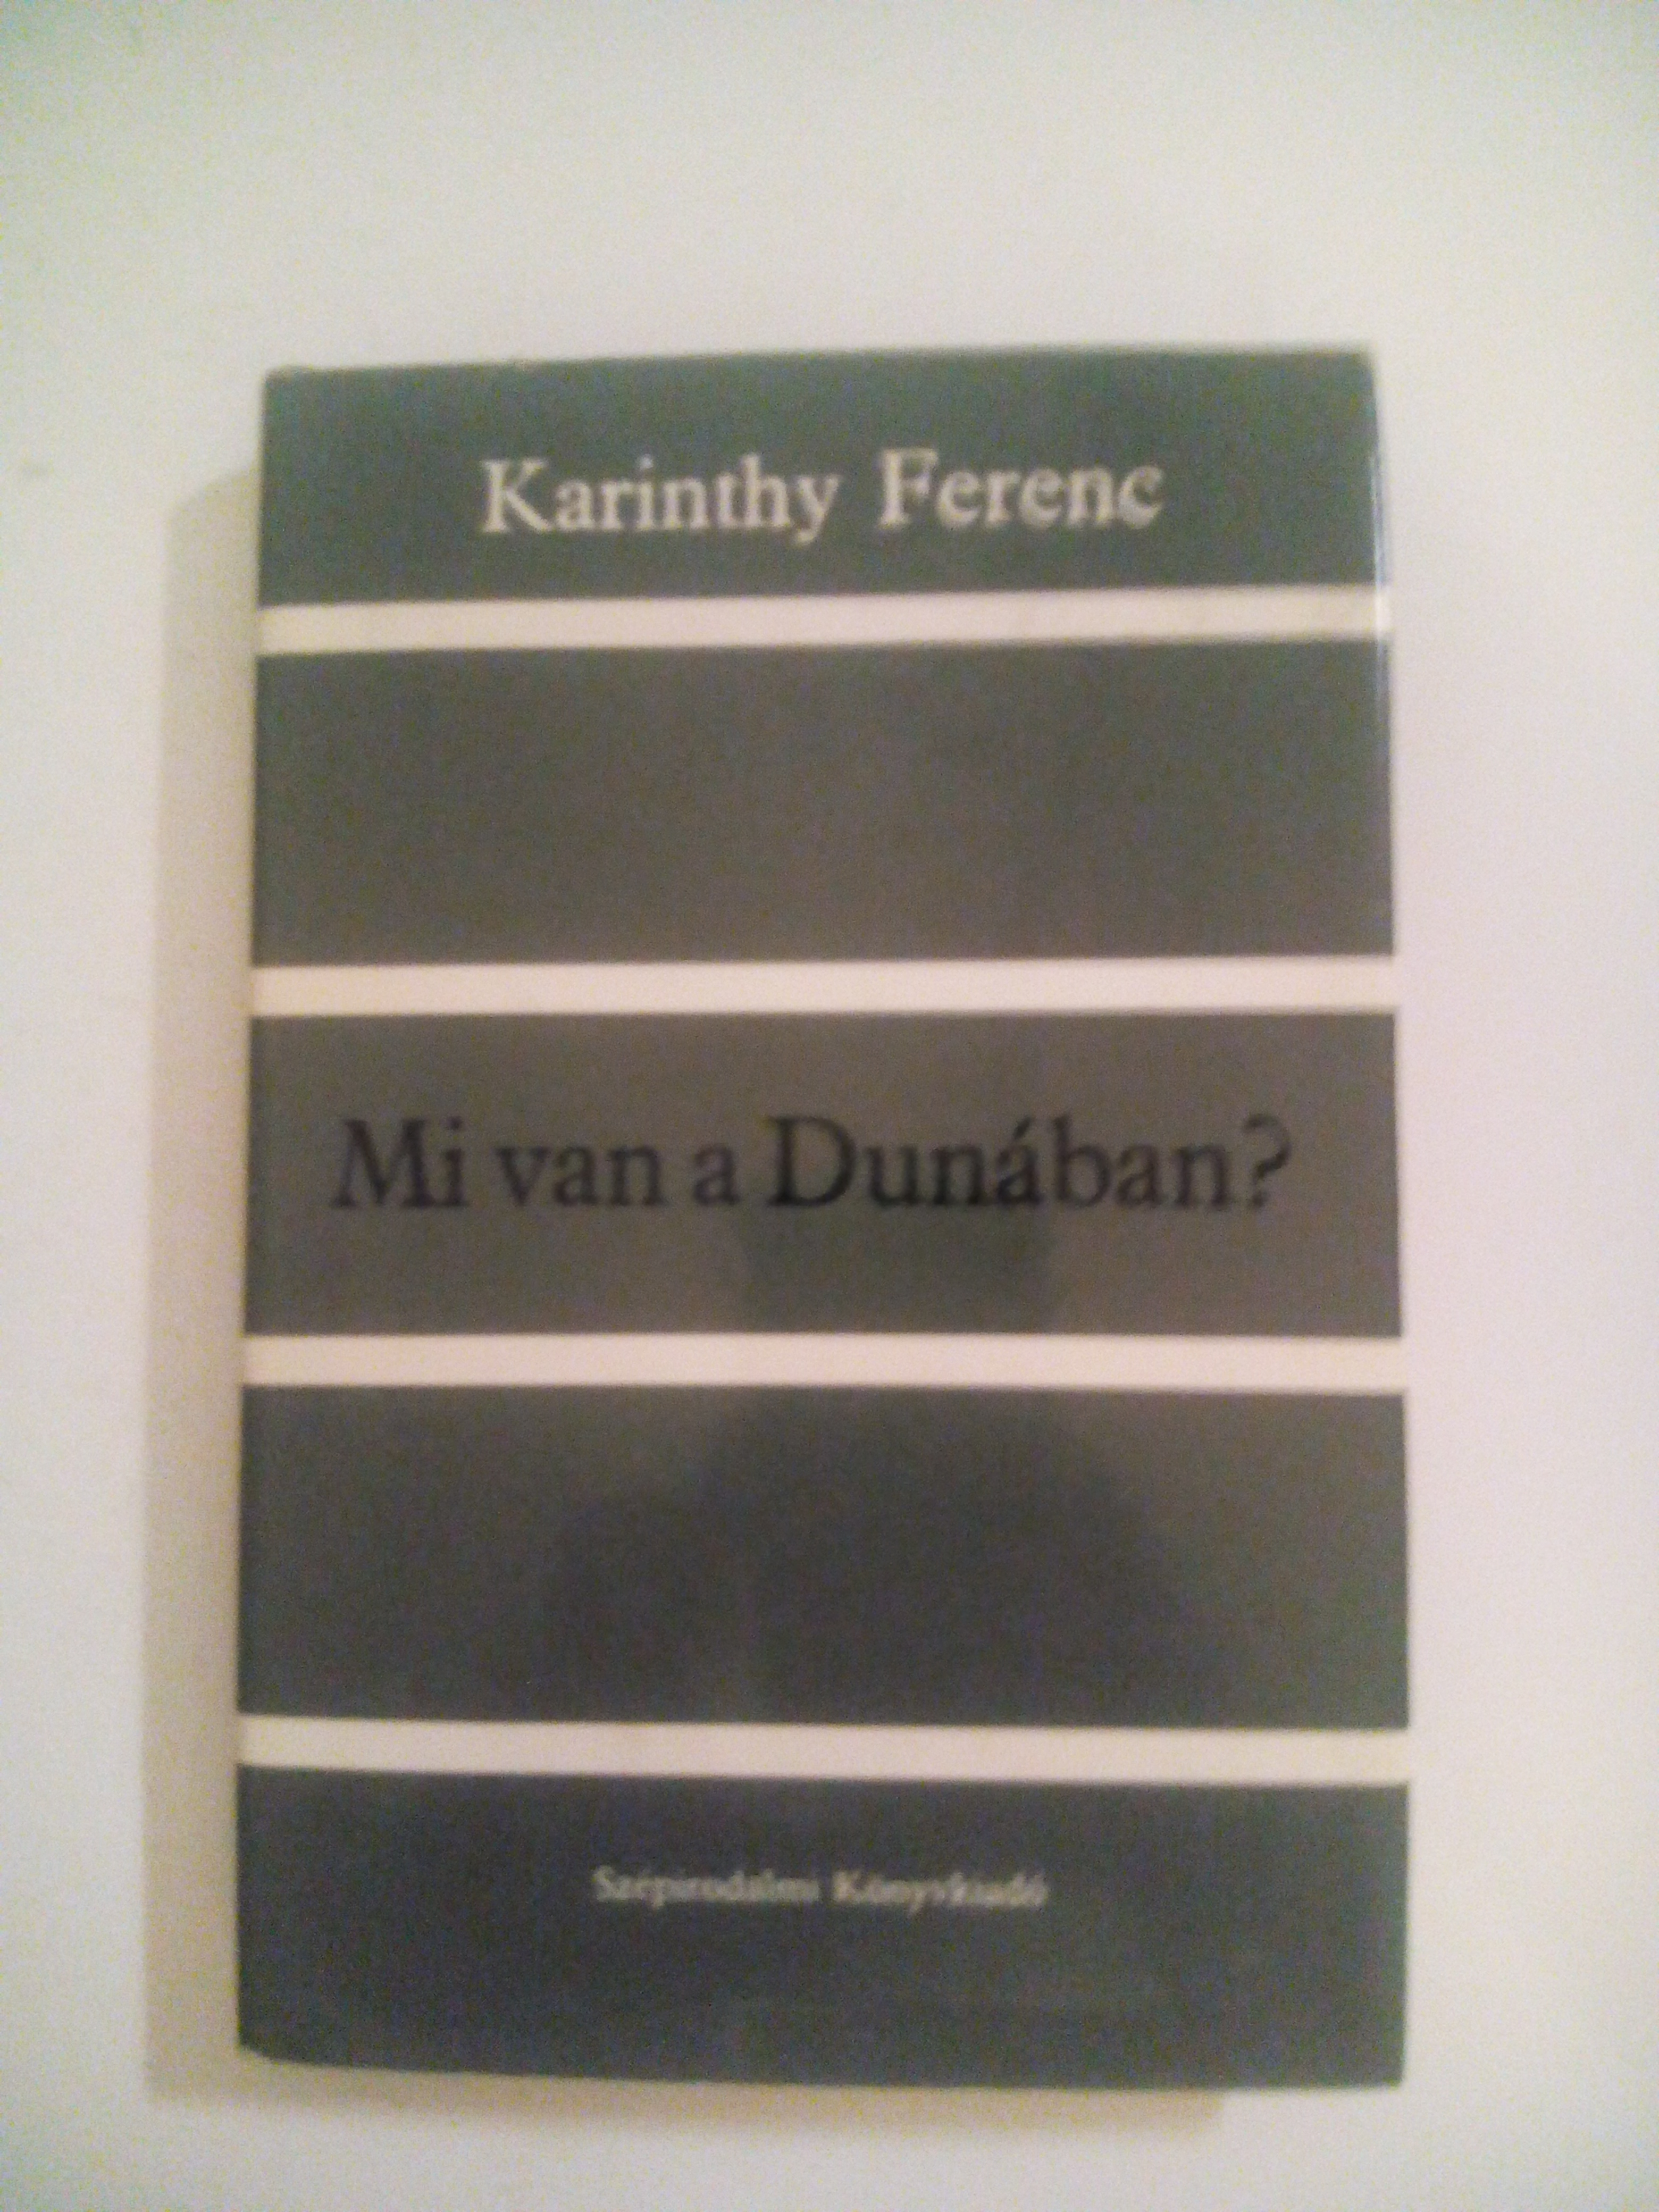 Karinthy Ferenc
Mi van a Dunában?
Szépirodalmi Könyvkiadó